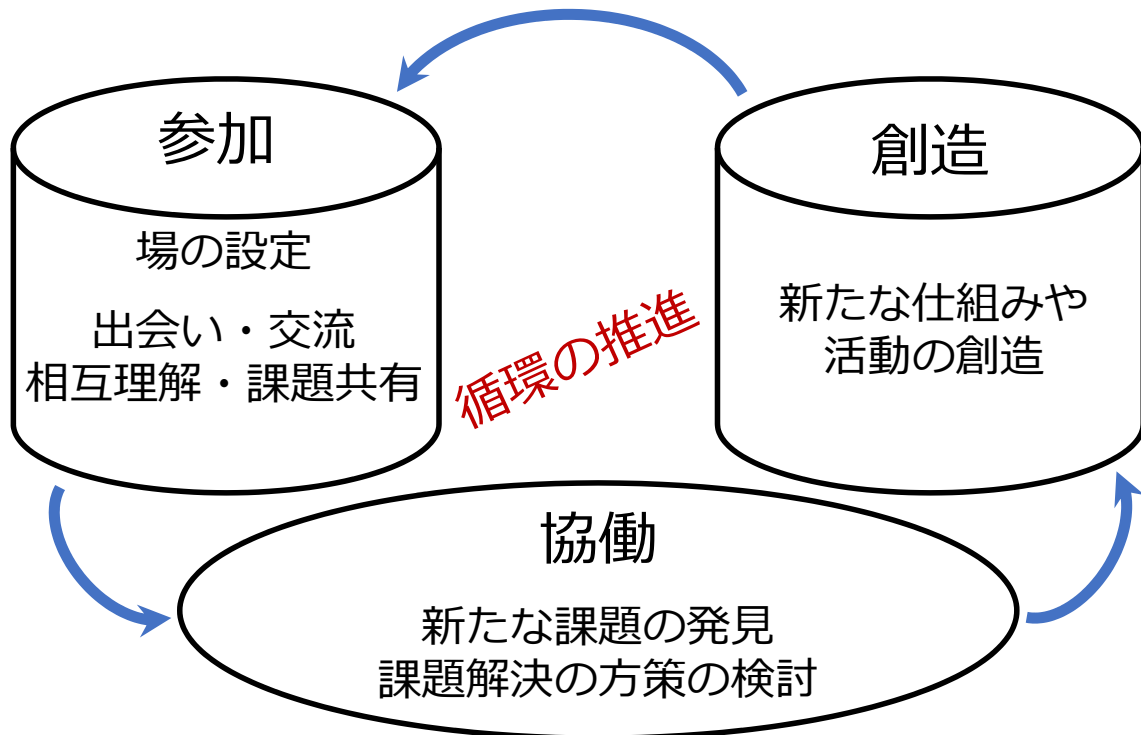 参加
場の設定
出会い・交流
相互理解・課題共有
創造
新たな仕組みや
活動の創造
循環の推進
協働
新たな課題の発見
課題解決の方策の検討